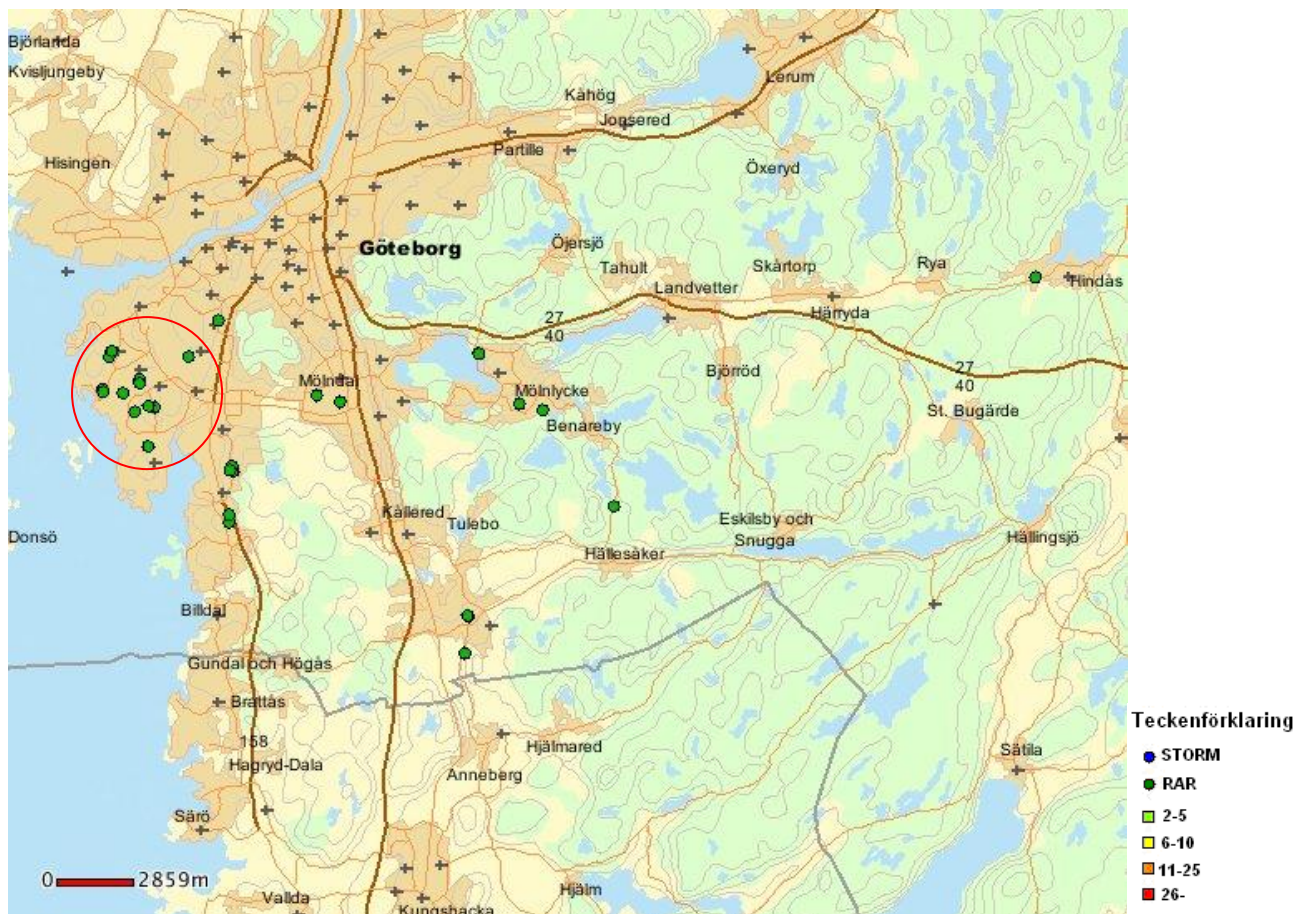 Björlanda
Kvisljungeby
Lerum
Kåhög
Jonsered
Hisingen
Partille
Öxeryd
Göteborg
Öjersjö
Tahult
Skårtorp
Rya
Landvetter
Hindås
Härryda
27
40
Björröd
27
40
Mölndal
Mölnlycke
St. Bugärde
Benareby
Kållered
Tulebo
Eskilsby och
Snugga
Hällingsjö
Donsö
Hällesåker
Billdal
Gundal och Högås
Brattås
158
Hagryd-Dala
Hjälmared
Anneberg
Sätila
Särö
0 2859m
Vallda
Hjälm
Kungsbacka
Teckenförklaring
STORM
RAR
2-5
6-10
11-25
26-